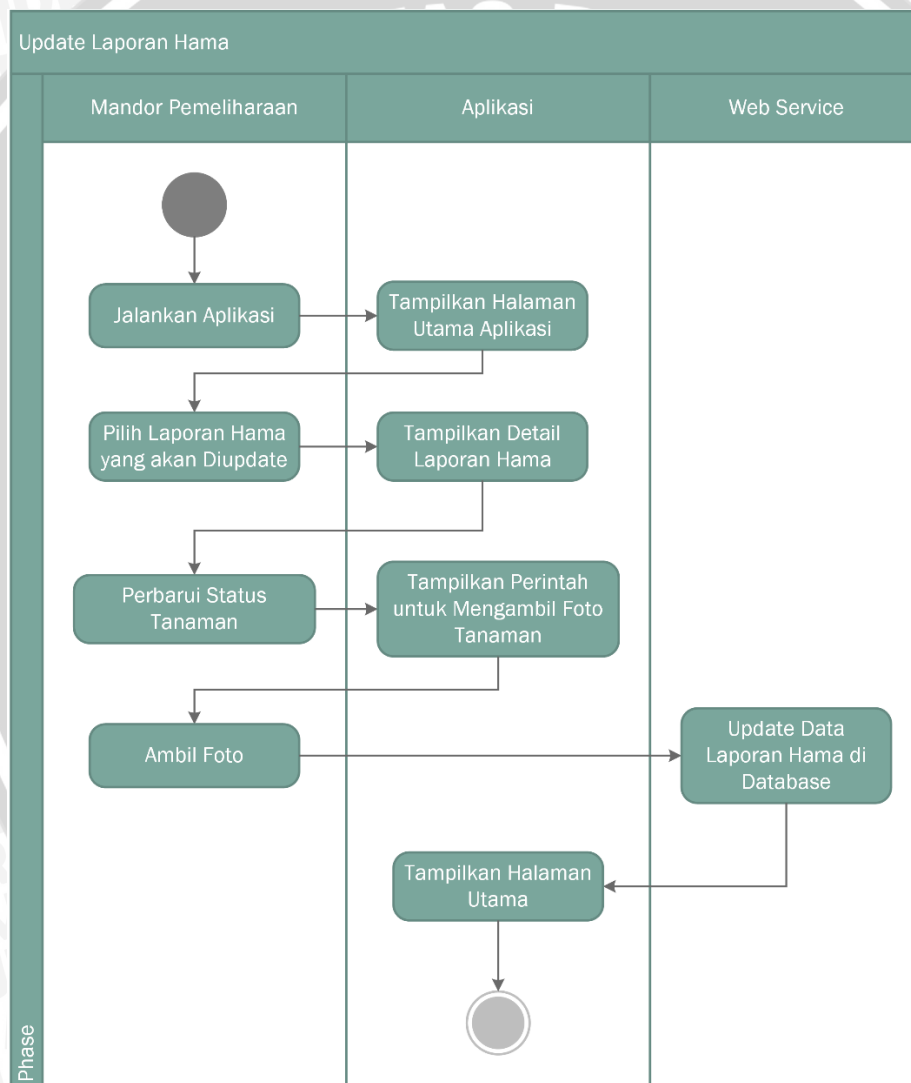 Update Laporan Hama
Mandor Pemeliharaan
Aplikasi
Web Service
Jalankan Aplikasi
Tampilkan Halaman
Utama Aplikasi
Pilih Laporan Hama
yang akan Diupdate
Tampilkan Detail
Laporan Hama
Perbarui Status
Tanaman
Tampilkan Perintah
untuk Mengambil Foto
Tanaman
Ambil Foto
Update Data
Laporan Hama di
Database
Tampilkan Halaman
Utama
Phase